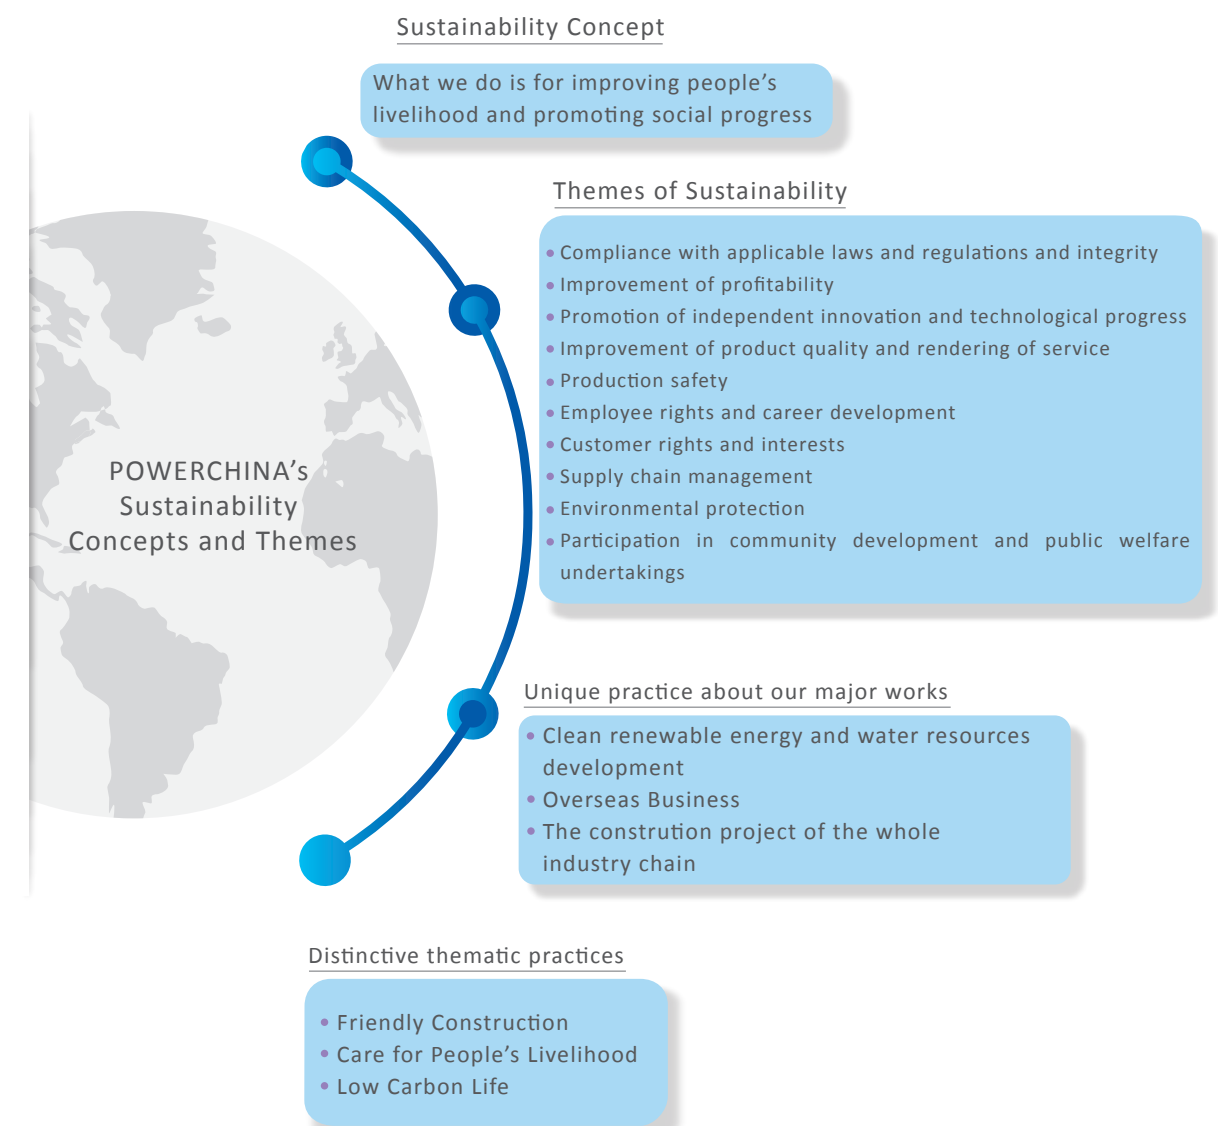 Sustainability Concept
What we do is for improving people's
livelihood and promoting social progress
Themes of Sustainability
• Compliance with applicable laws and regulations and integrity
• Improvement of profitability
• Promotion of independent innovation and technological progress
• Improvement of product quality and rendering of service
• Production safety
• Employee rights and career development
• Customer rights and interests
• Supply chain management
• Environmental protection
• Participation in community development and public welfare
undertakings
POWERCHINA's
Sustainability
Concepts and Themes
Unique practice about our major works
• Clean renewable energy and water resources
development
• Overseas Business
• The constrution project of the whole
industry chain
Distinctive thematic practices
• Friendly Construction
• Care for People's Livelihood
• Low Carbon Life